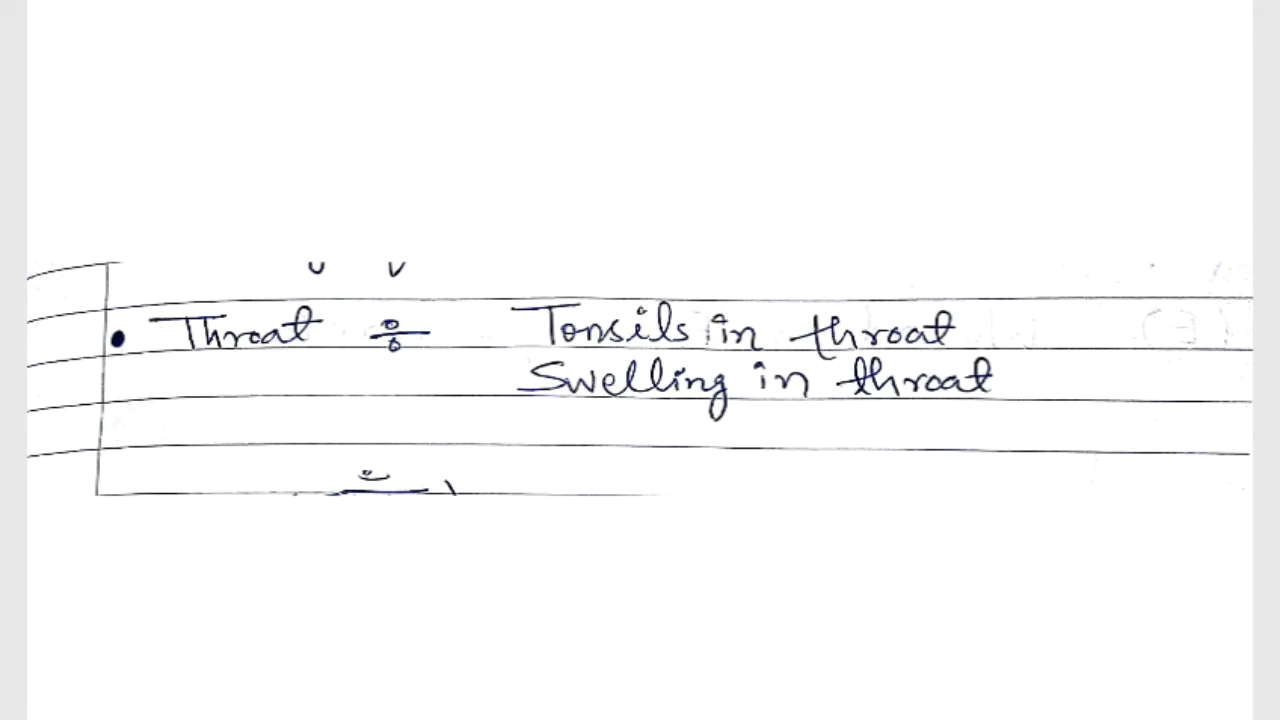 • Throat ÷ Tonsils in throat
Swelling in throat